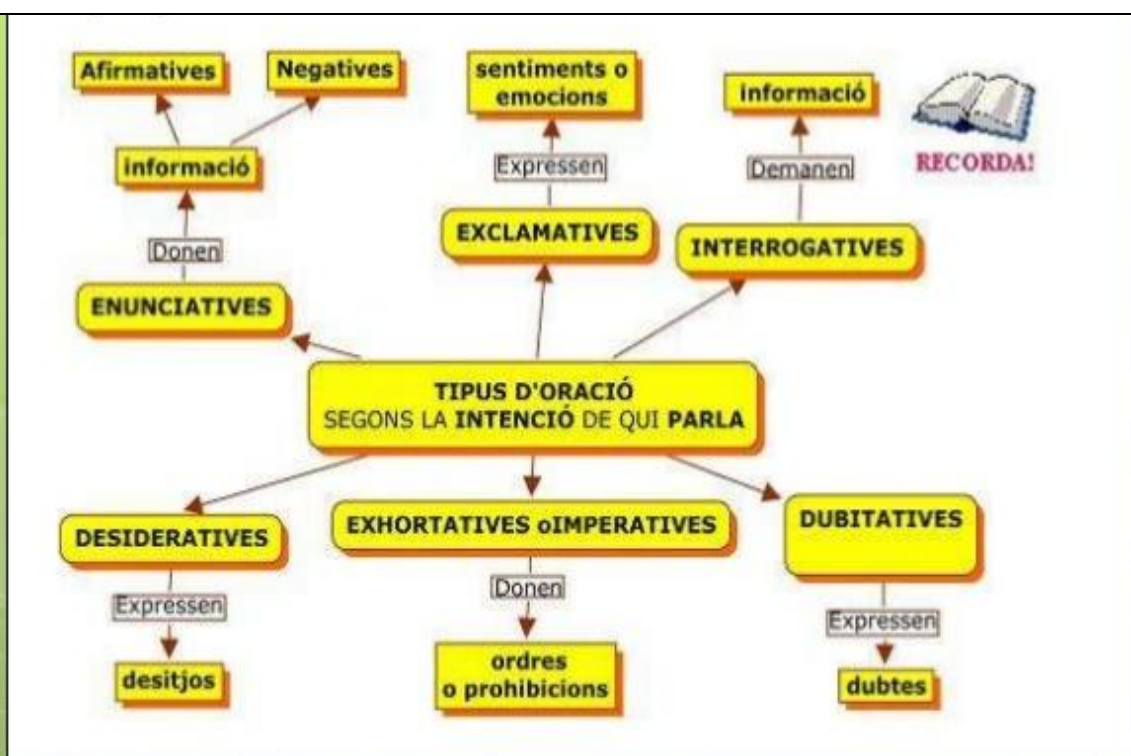 Afirmatives
Negatives
sentiments o
emocions
informació
RECORDA!
informació
Expressen
Demanen
Donen
EXCLAMATIVES
INTERROGATIVES
ENUNCIATIVES
TIPUS D'ORACIÓ
SEGONS LA INTENCIÓ DE QUI PARLA
DESIDERATIVES
EXHORTATIVES oIMPERATIVES
DUBITATIVES
Expressen
Donen
Expressen
desitjos
ordres
o prohibicions
dubtes